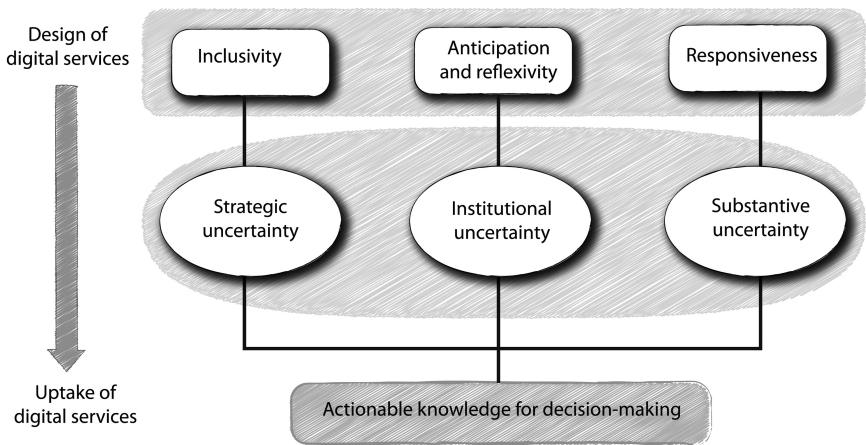 Design of
digital services
Inclusivity
Anticipation
and reflexivity
Responsiveness
Strategic
uncertainty
Institutional
uncertainty
Substantive
uncertainty
Uptake of
digital services
Actionable knowledge for decision-making